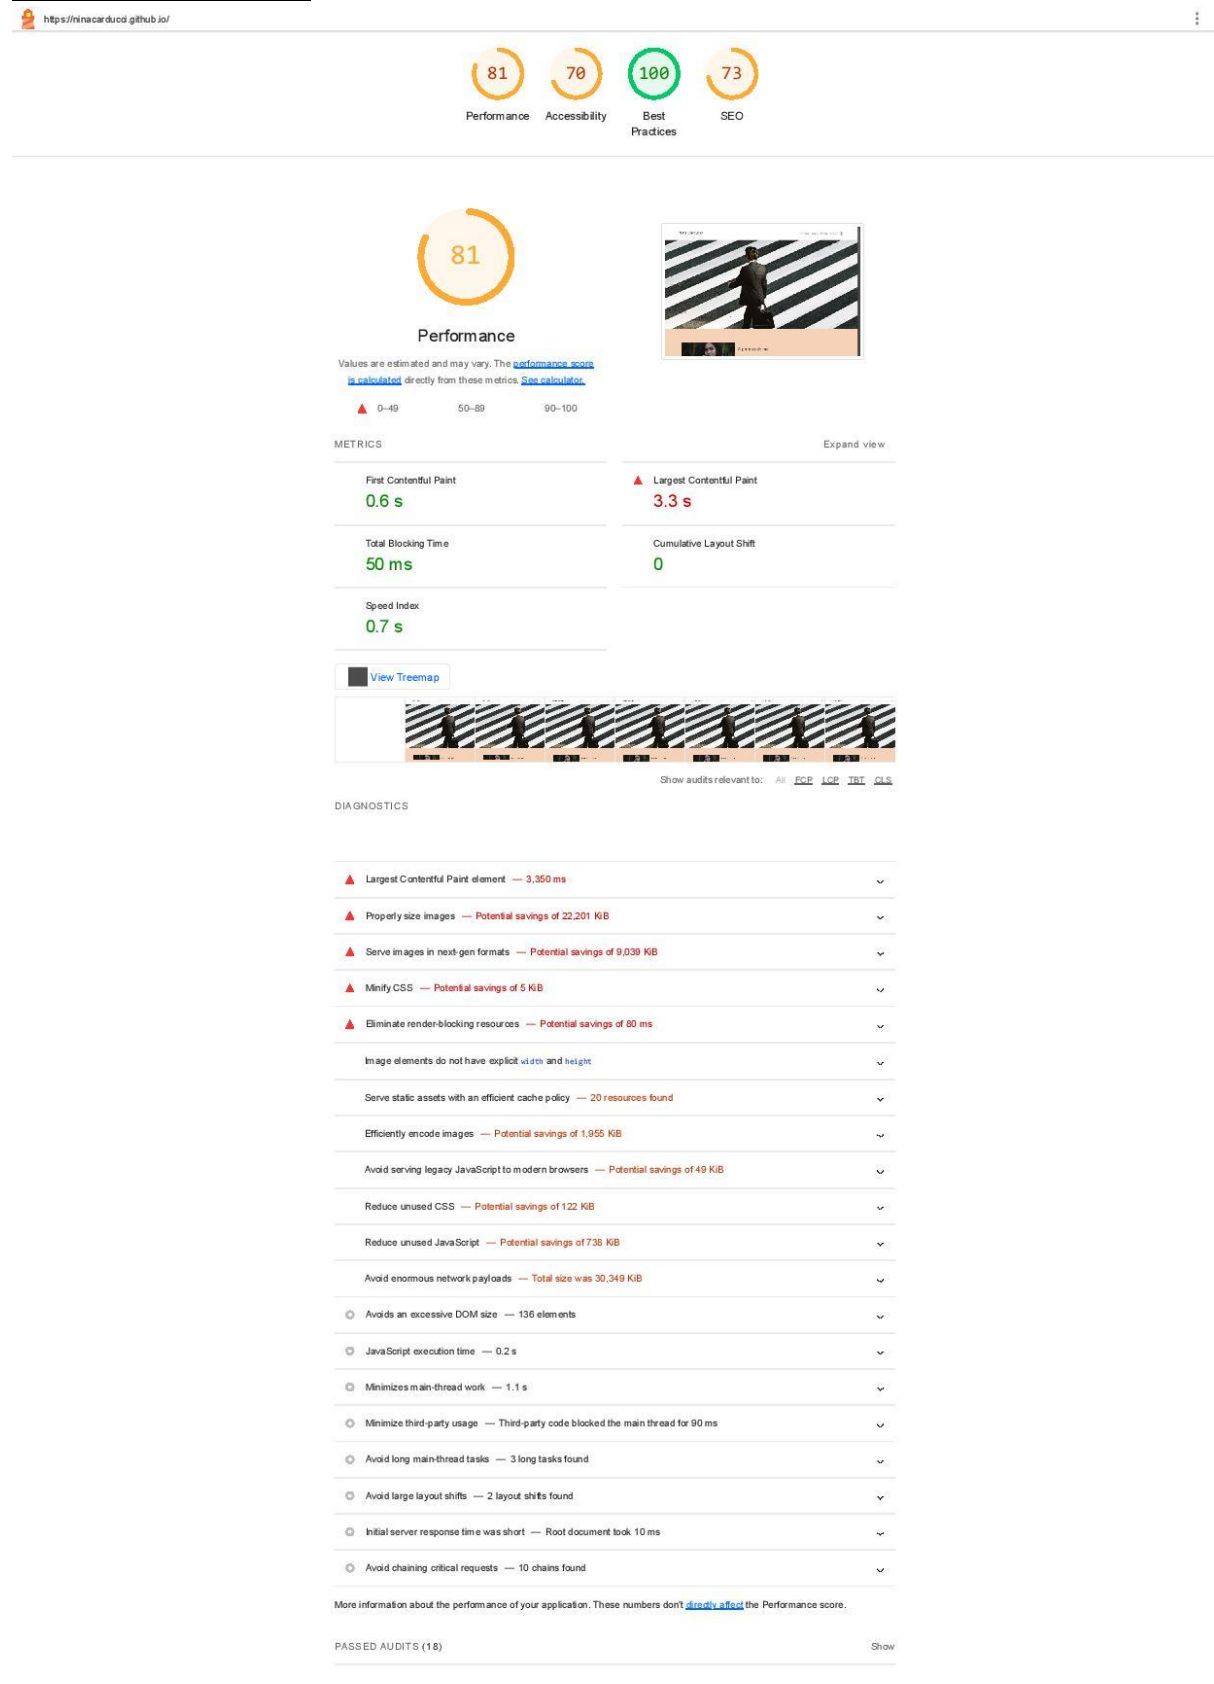 https://ninacarducci.github.io/
81 70 100 73
Performance Accessibility Best Practices SEO
81
Performance
Values are estimated and may vary. The performance score
is calculated directly from these metrics. See calculator.
0–49 50–89 90–100
METRICS Expand view
First Contentful Paint
0.6 s
Largest Contentful Paint
3.3 s
Total Blocking Time
50 ms
Cumulative Layout Shift
0
Speed Index
0.7 s
View Treemap
Show audits relevant to: All FCP LCP TBT CLS
DIAGNOSTICS
Largest Contentful Paint element — 3,350 ms
Properly size images — Potential savings of 22,201 KiB
Serve images in next-gen formats — Potential savings of 9,039 KiB
Minify CSS — Potential savings of 5 KiB
Eliminate render-blocking resources — Potential savings of 80 ms
Image elements do not have explicit width and height
Serve static assets with an efficient cache policy — 20 resources found
Efficiently encode images — Potential savings of 1,955 KiB
Avoid serving legacy JavaScript to modern browsers — Potential savings of 49 KiB
Reduce unused CSS — Potential savings of 122 KiB
Reduce unused JavaScript — Potential savings of 738 KiB
Avoid enormous network payloads — Total size was 30,349 KiB
Avoids an excessive DOM size — 136 elements
JavaScript execution time — 0.2 s
Minimizes main-thread work — 1.1 s
Minimize third-party usage — Third-party code blocked the main thread for 90 ms
Avoid long main-thread tasks — 3 long tasks found
Avoid large layout shifts — 2 layout shifts found
Initial server response time was short — Root document took 10 ms
Avoid chaining critical requests — 10 chains found
More information about the performance of your application. These numbers don't directly affect the Performance score.
PASSED AUDITS (18) Show